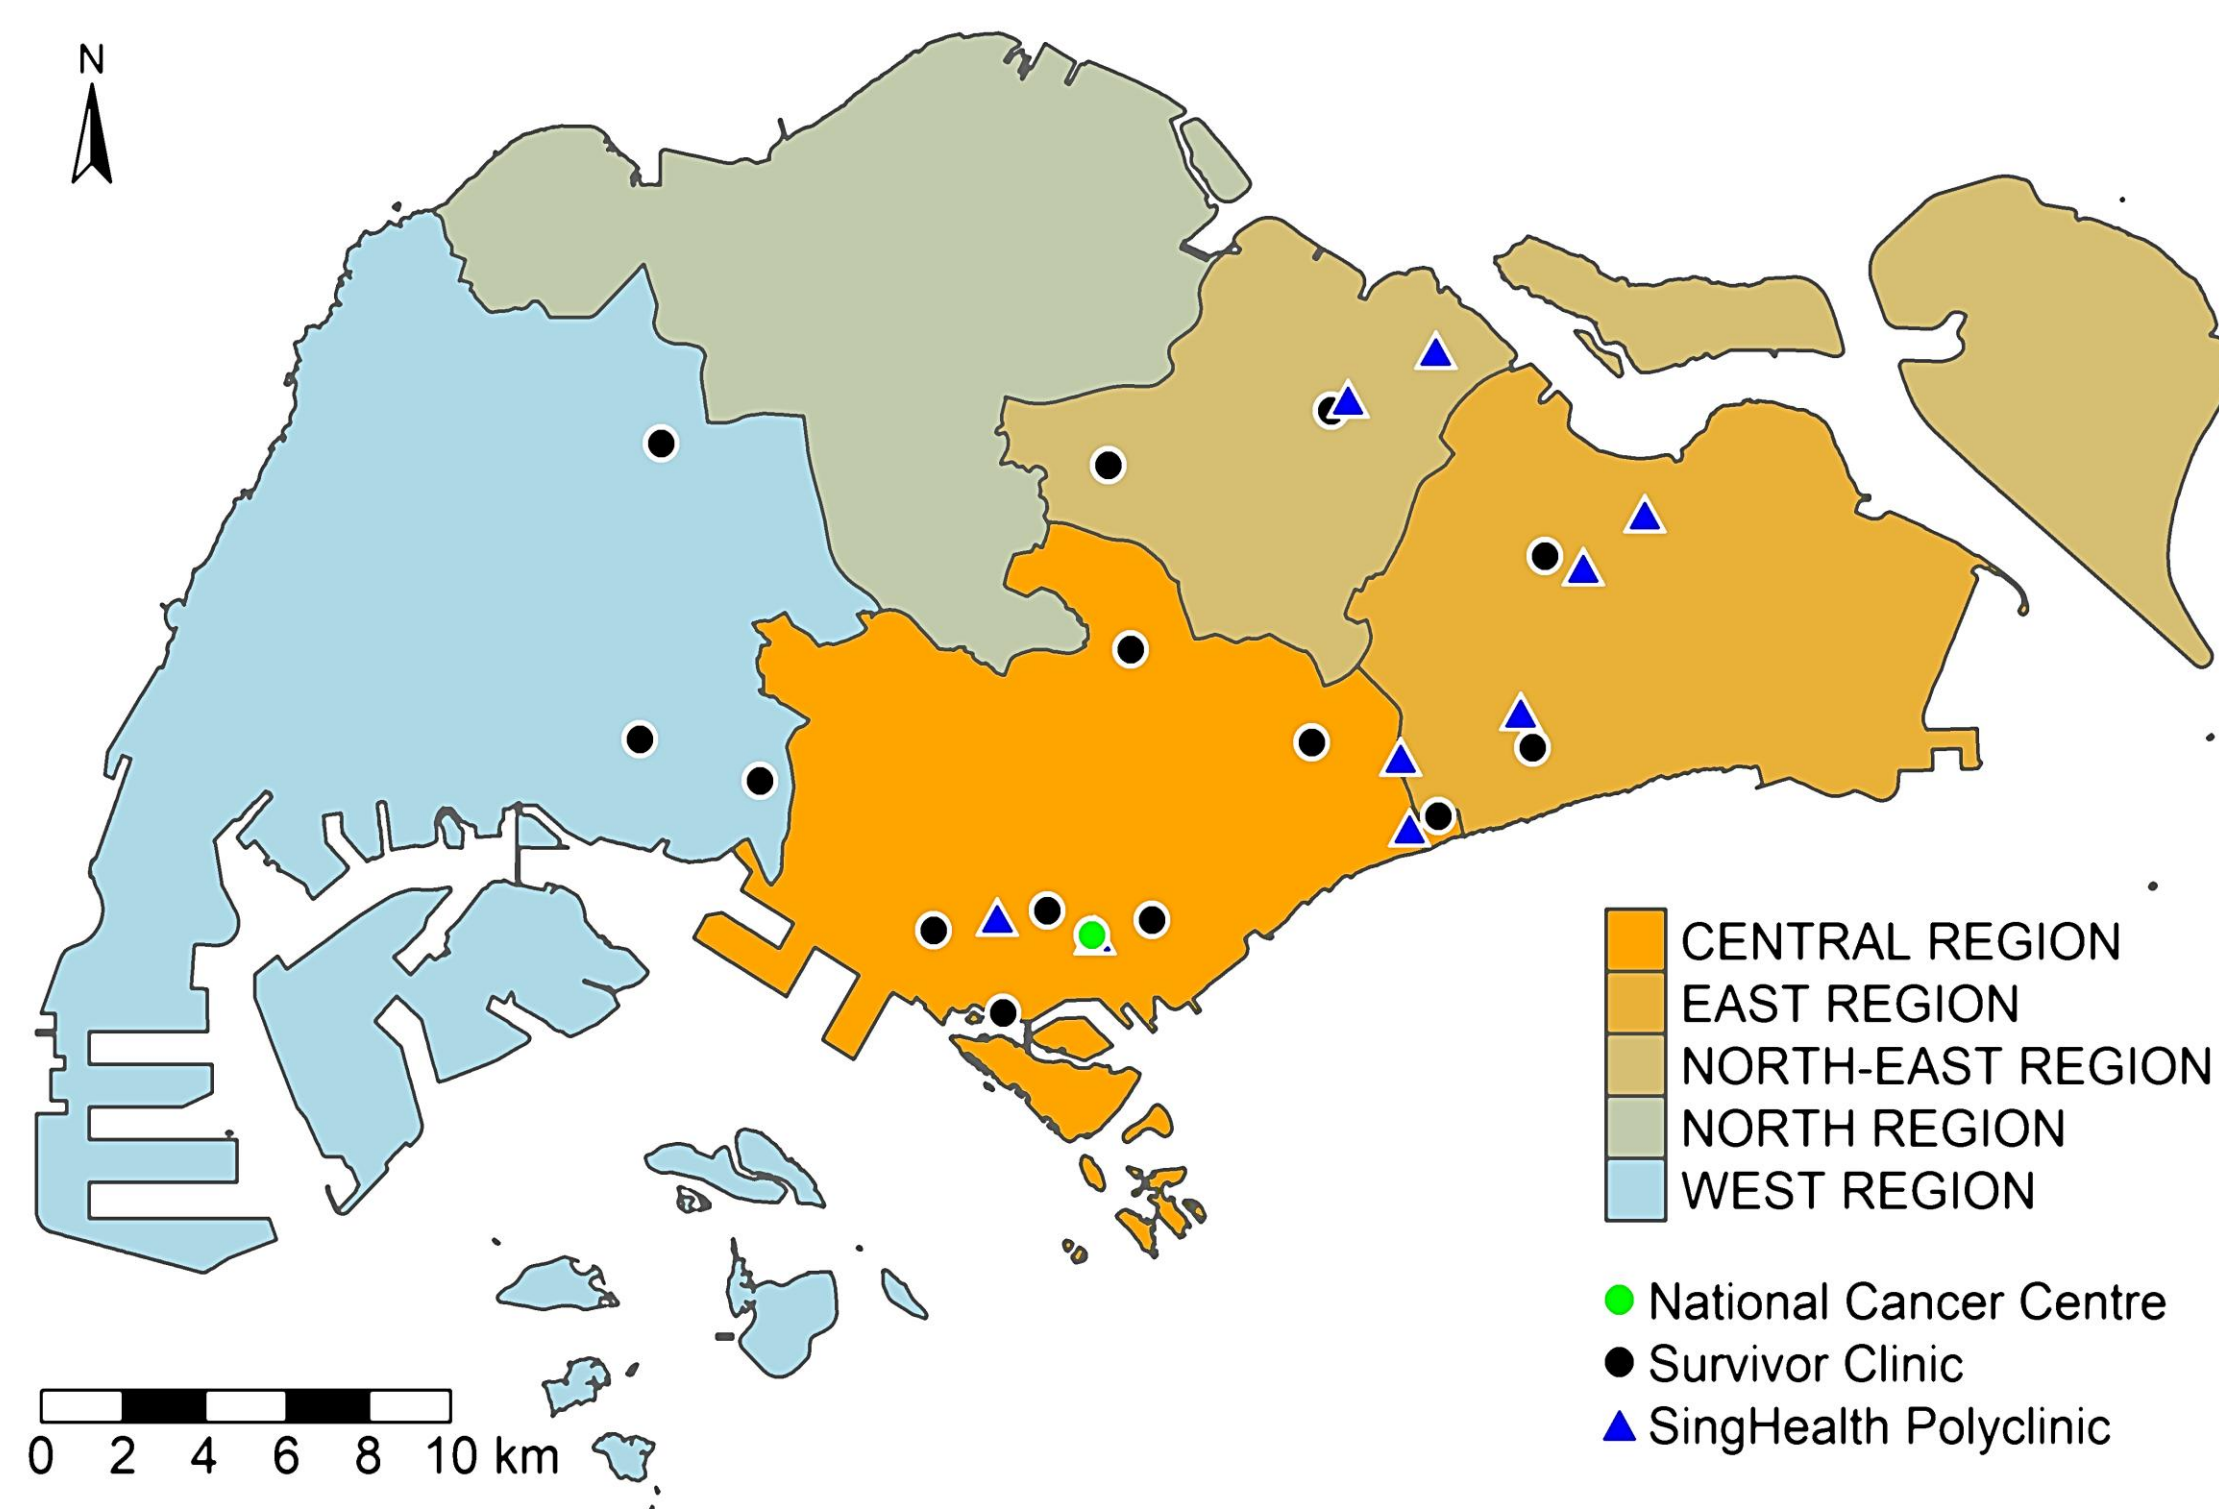 N
CENTRAL REGION
EAST REGION
NORTH-EAST REGION
NORTH REGION
WEST REGION
National Cancer Centre
Survivor Clinic
SingHealth Polyclinic
0 2 4 6 8 10 km